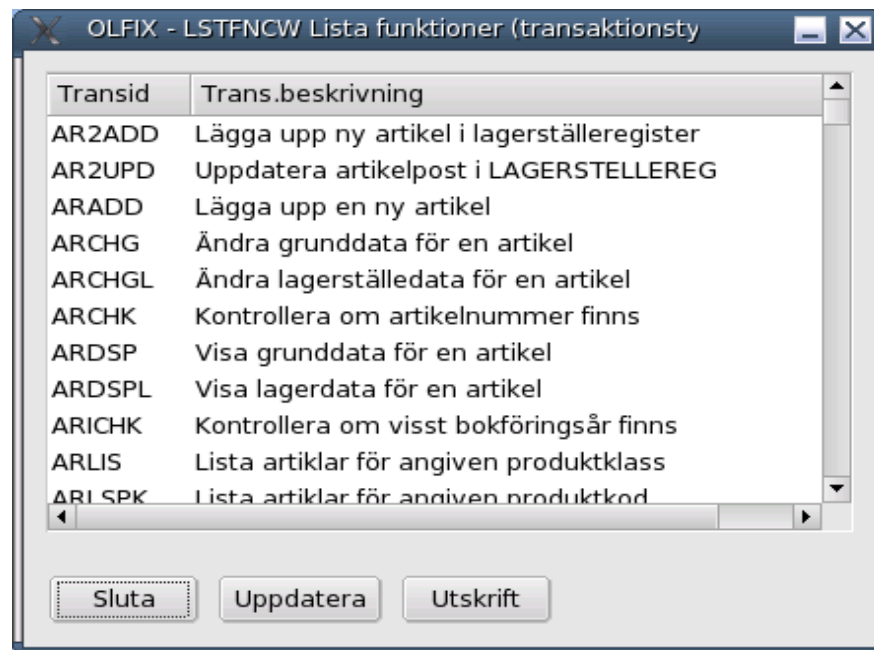 OLFIX - LSTFNCW Lista funktioner (transaktionsty
Transid Trans.beskrivning
AR2ADD Lägga upp ny artikel i lagerställeregister
AR2UPD Uppdatera artikelpost i LAGERSTELLEREG
ARADD Lägga upp en ny artikel
ARCHG Ändra grunddata för en artikel
ARCHGL Ändra lagerställedata för en artikel
ARCHK Kontrollera om artikelnummer finns
ARDSP Visa grunddata för en artikel
ARDSPL Visa lagerdata för en artikel
ARICHK Kontrollera om visst bokföringsår finns
ARLIS Lista artiklar för angiven produktklass
ARLSPK Lista artiklar för angiven produktkod
Sluta Uppdatera Utskrift